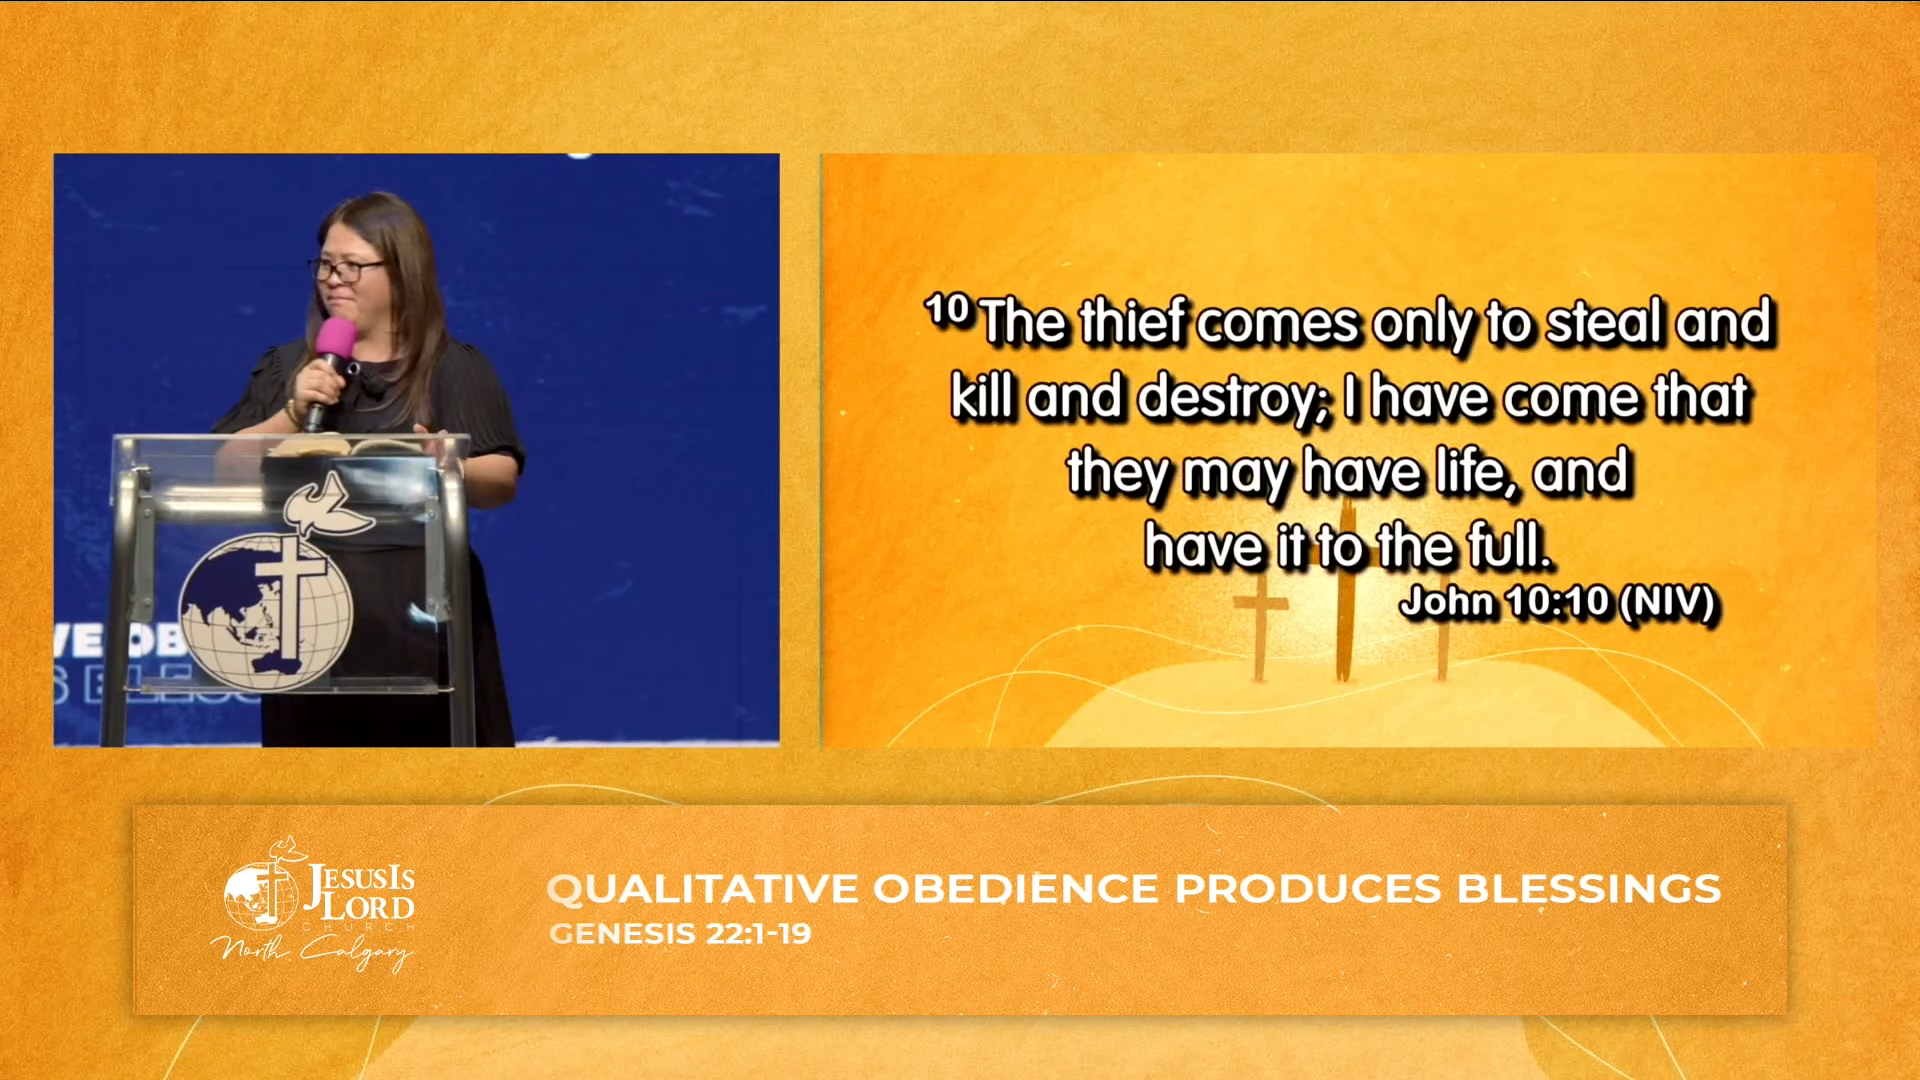 10 The thief comes only to steal and
kill and destroy; I have come that
they may have life, and
have it to the full.
John 10:10 (NIV)
JESUS IS
LORD
CHURCH
North Calgary
QUALITATIVE OBEDIENCE PRODUCES BLESSINGS
GENESIS 22:1-19